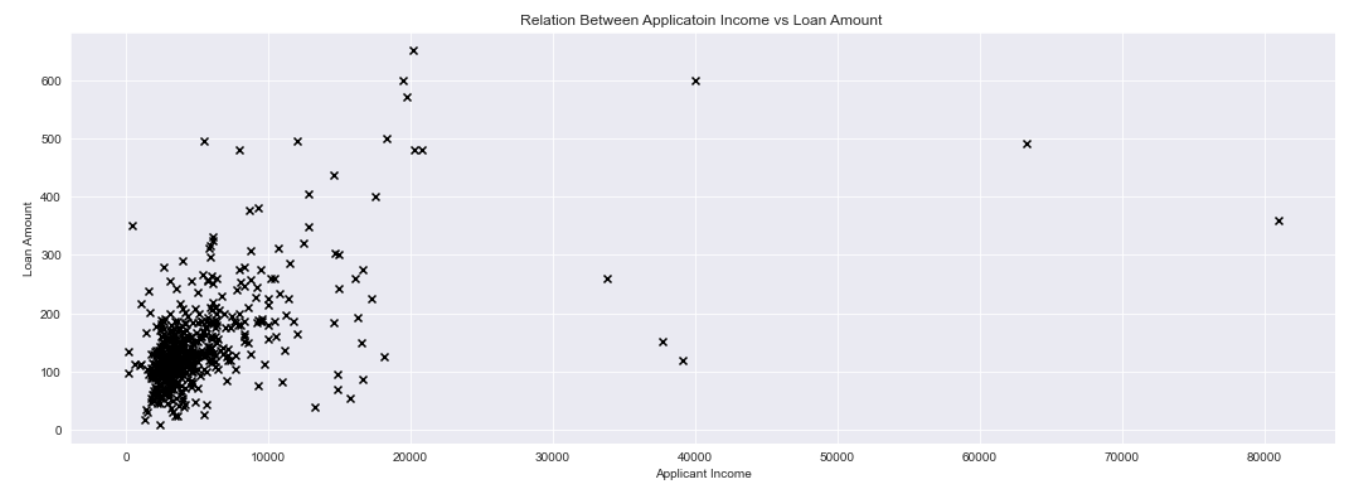 Relation Between Applicatoin Income vs Loan Amount
600
500
400
300
200
100
0
Loan Amount
0 10000 20000 30000 40000 50000 60000 70000 80000
Applicant Income